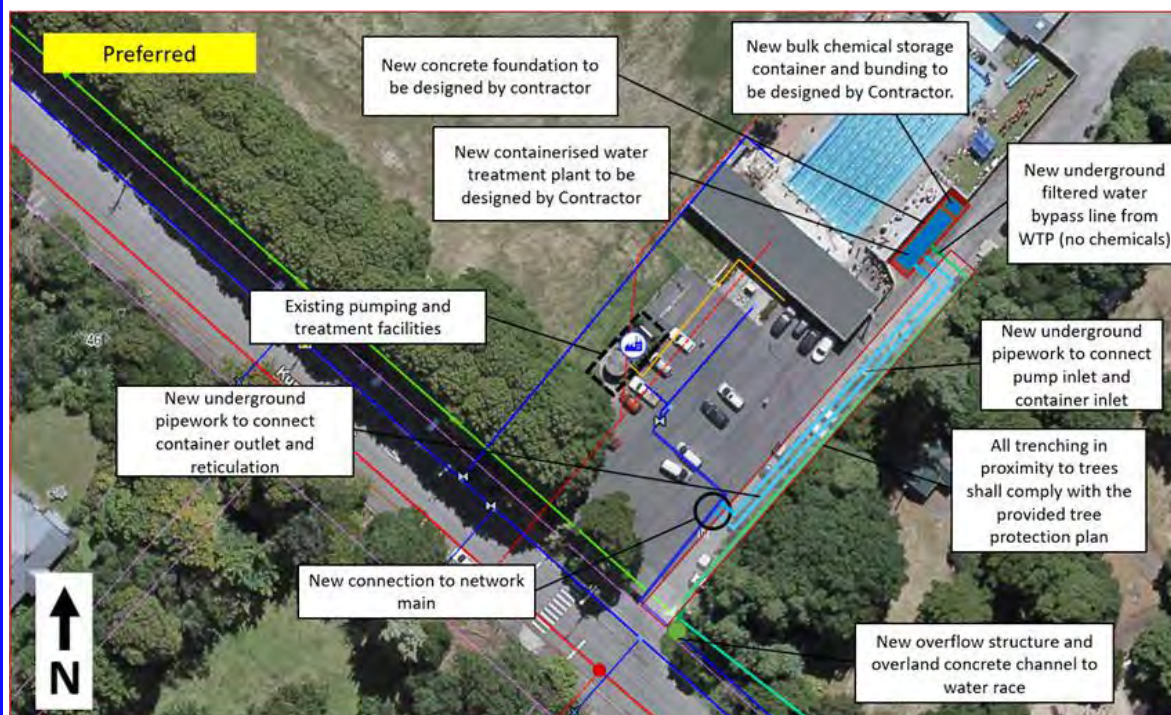 Preferred
New concrete foundation to
be designed by contractor
New bulk chemical storage
container and bunding to
be designed by Contractor.
New containerised water
treatment plant to be
designed by Contractor
New underground
filtered water
bypass line from
WTP (no chemicals)
Existing pumping and
treatment facilities
New underground
pipework to connect
pump inlet and
container inlet
46
New underground
pipework to connect
container outlet and
reticulation
All trenching in
proximity to trees
shall comply with the
provided tree
protection plan
New connection to network
main
New overflow structure and
overland concrete channel to
water race
N